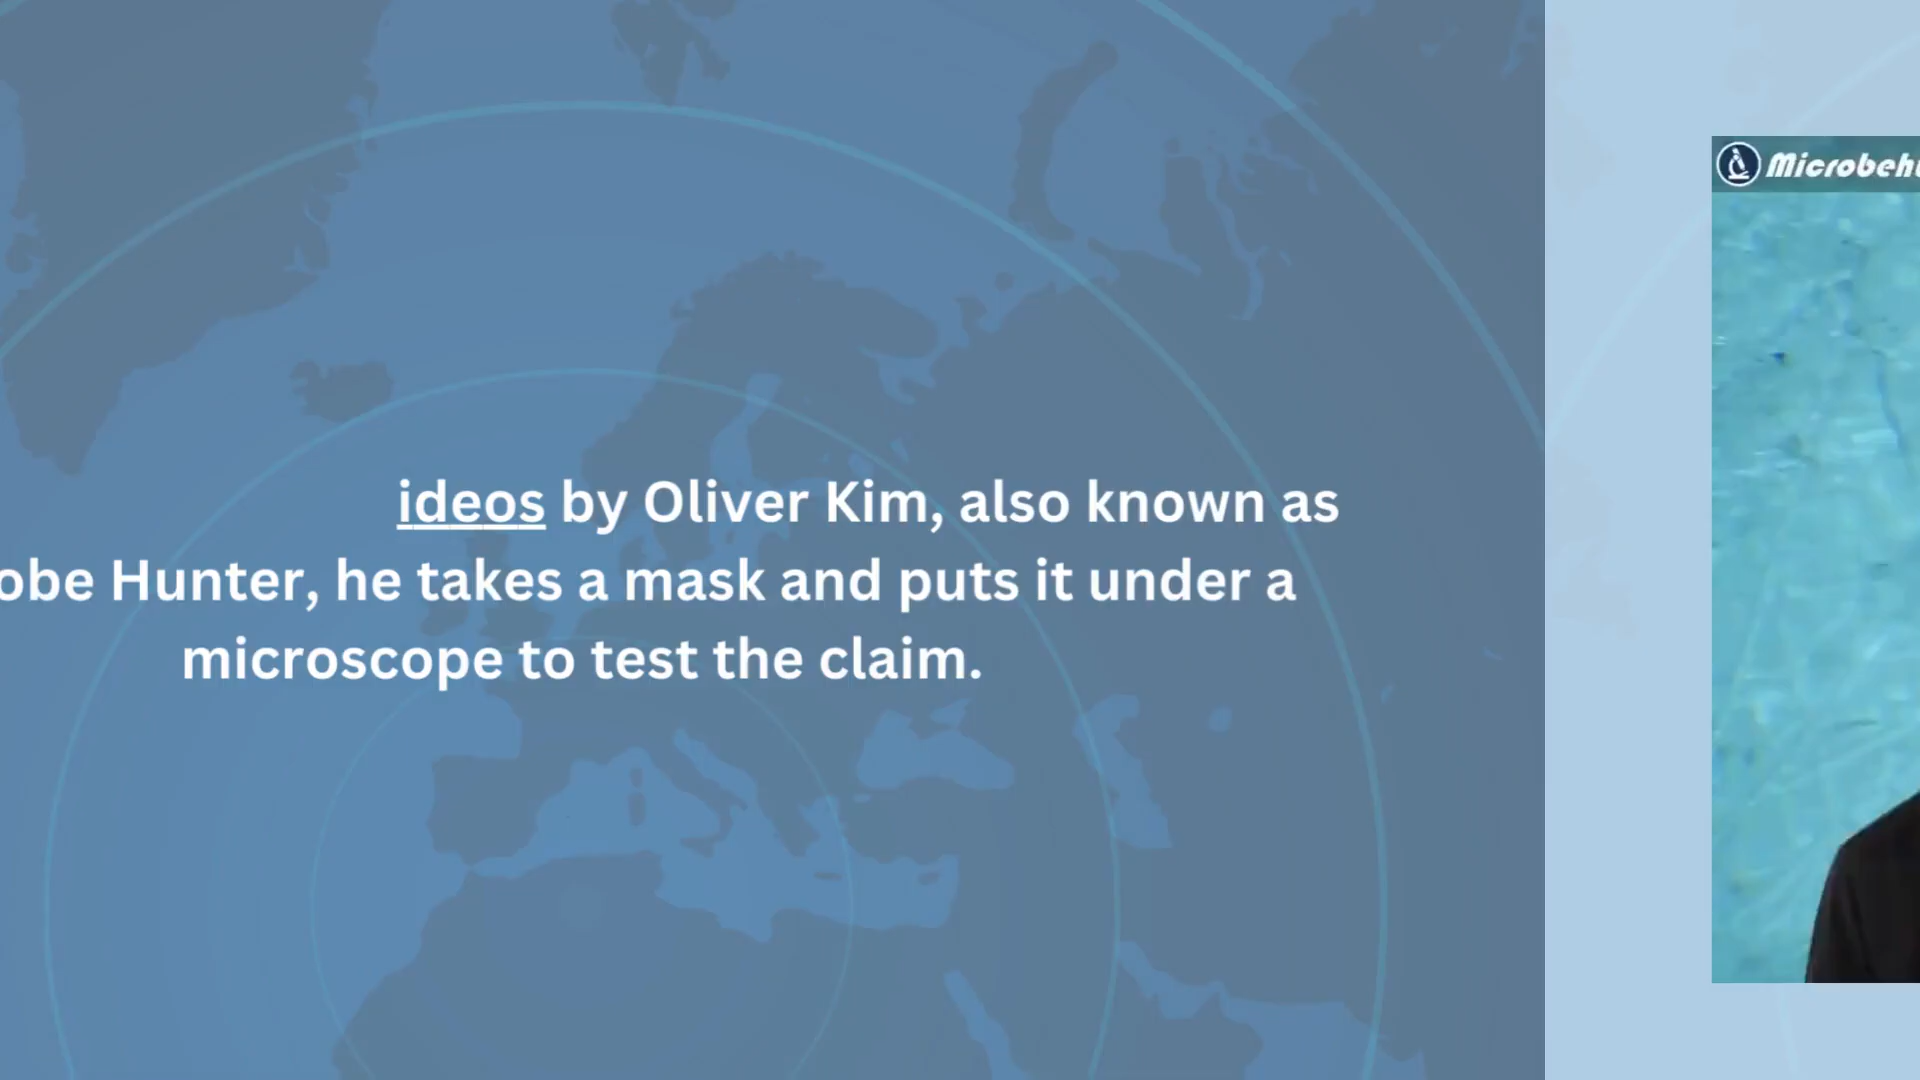 ideos by Oliver Kim, also known as
obe Hunter, he takes a mask and puts it under a
microscope to test the claim.
Microbehu